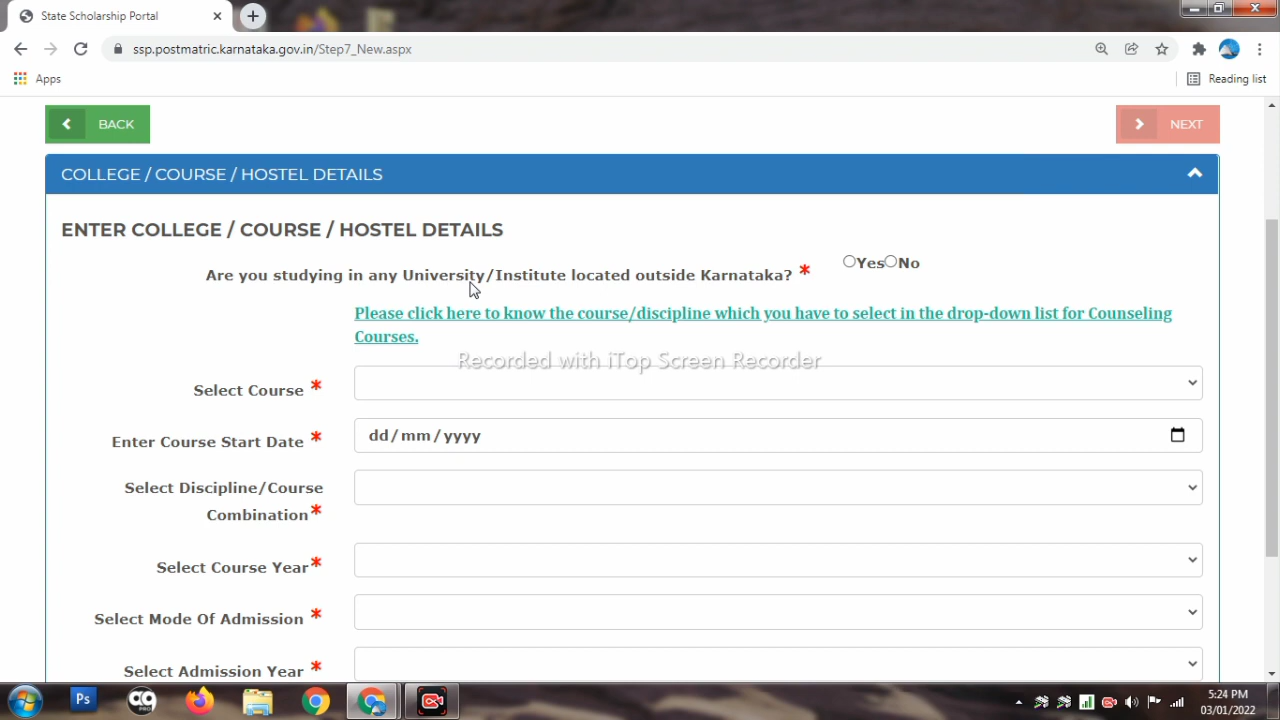 State Scholarship Portal
ssp.postmatric.karnataka.gov.in/Step7_New.aspx
Apps
Reading list
BACK
NEXT
COLLEGE / COURSE / HOSTEL DETAILS
ENTER COLLEGE / COURSE / HOSTEL DETAILS
Are you studying in any University/Institute located outside Karnataka? * Yes No
Please click here to know the course/discipline which you have to select in the drop-down list for Counseling
Courses.
Recorded with iTop Screen Recorder
Select Course *
Enter Course Start Date * dd/mm/yyyy
Select Discipline/Course
Combination *
Select Course Year *
Select Mode Of Admission *
Select Admission Year *
Ps
PRO
5:24 PM
03/01/2022